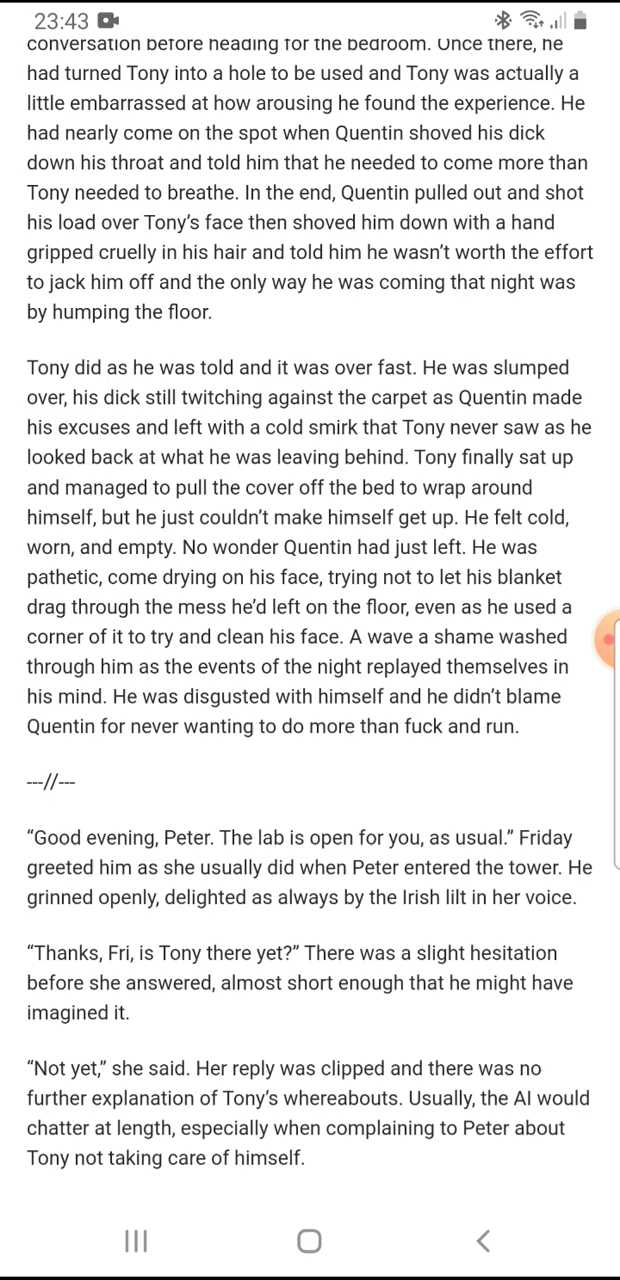 23:43
conversation before heading for the bedroom. Once there, he
had turned Tony into a hole to be used and Tony was actually a
little embarrassed at how arousing he found the experience. He
had nearly come on the spot when Quentin shoved his dick
down his throat and told him that he needed to come more than
Tony needed to breathe. In the end, Quentin pulled out and shot
his load over Tony’s face then shoved him down with a hand
gripped cruelly in his hair and told him he wasn’t worth the effort
to jack him off and the only way he was coming that night was
by humping the floor.
Tony did as he was told and it was over fast. He was slumped
over, his dick still twitching against the carpet as Quentin made
his excuses and left with a cold smirk that Tony never saw as he
looked back at what he was leaving behind. Tony finally sat up
and managed to pull the cover off the bed to wrap around
himself, but he just couldn’t make himself get up. He felt cold,
worn, and empty. No wonder Quentin had just left. He was
pathetic, come drying on his face, trying not to let his blanket
drag through the mess he’d left on the floor, even as he used a
corner of it to try and clean his face. A wave a shame washed
through him as the events of the night replayed themselves in
his mind. He was disgusted with himself and he didn’t blame
Quentin for never wanting to do more than fuck and run.
---//---
“Good evening, Peter. The lab is open for you, as usual.” Friday
greeted him as she usually did when Peter entered the tower. He
grinned openly, delighted as always by the Irish lilt in her voice.
“Thanks, Fri, is Tony there yet?” There was a slight hesitation
before she answered, almost short enough that he might have
imagined it.
“Not yet,” she said. Her reply was clipped and there was no
further explanation of Tony’s whereabouts. Usually, the AI would
chatter at length, especially when complaining to Peter about
Tony not taking care of himself.